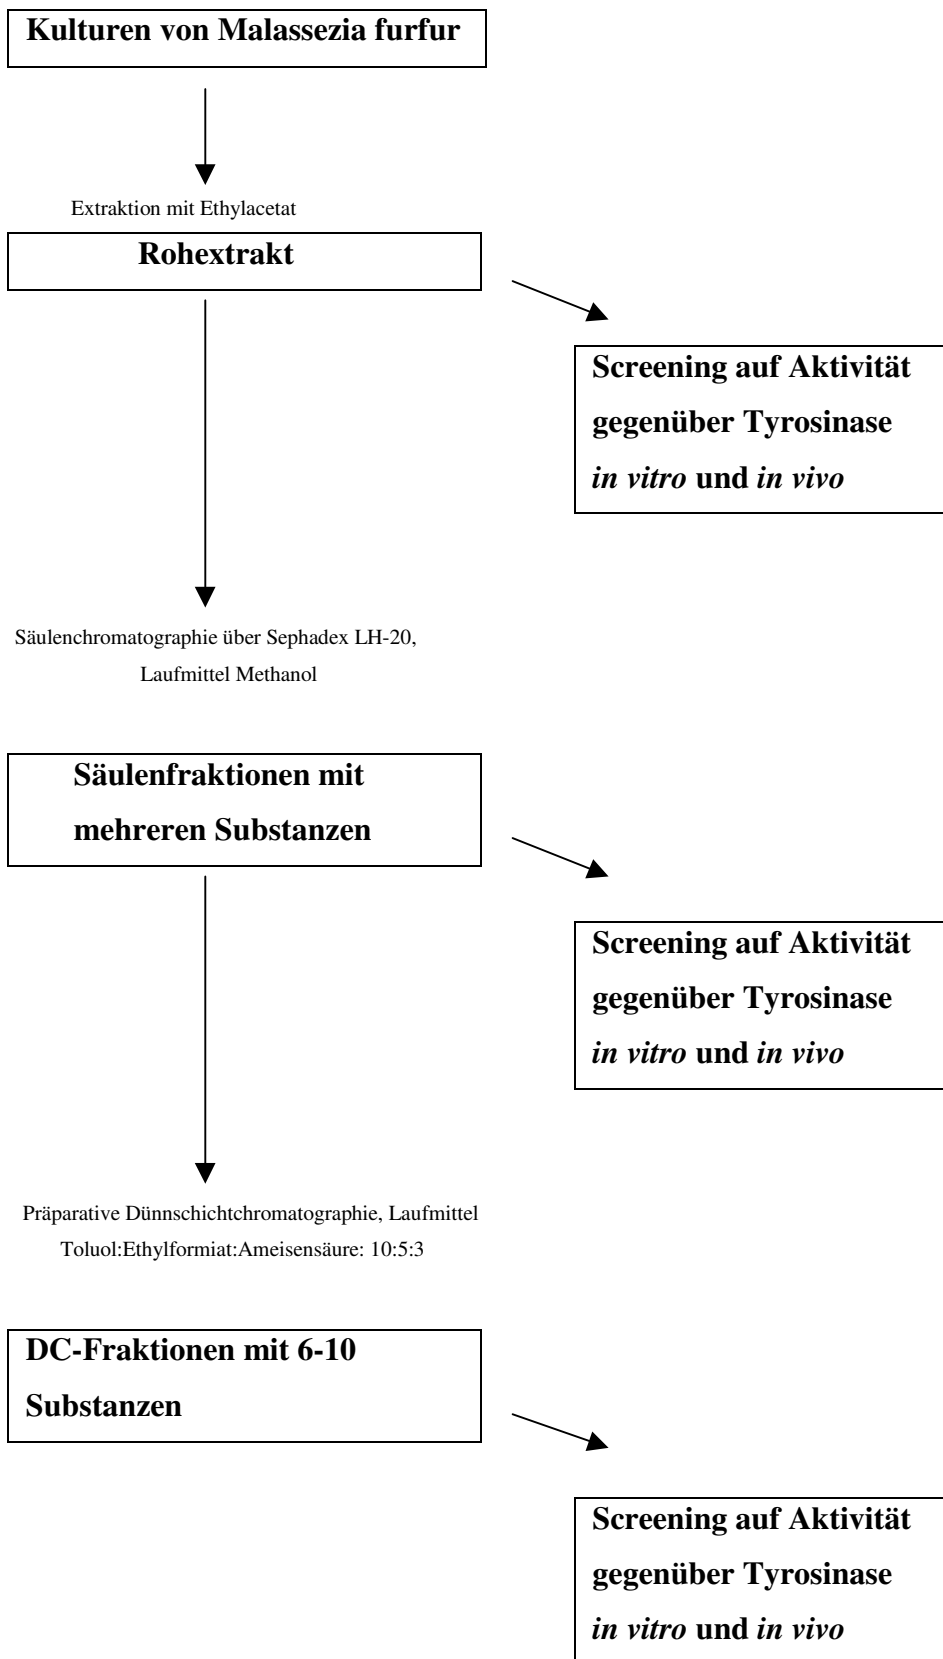 Kulturen von Malassezia furfur
Extraktion mit Ethylacetat
Rohextrakt
Screening auf Aktivität
gegenüber Tyrosinase
in vitro und in vivo
Säulenchromatographie über Sephadex LH-20,
Laufmittel Methanol
Säulenfraktionen mit
mehreren Substanzen
Screening auf Aktivität
gegenüber Tyrosinase
in vitro und in vivo
Präparative Dünnschichtchromatographie, Laufmittel
Toluol:Ethylformiat:Ameisensäure: 10:5:3
DC-Fraktionen mit 6-10
Substanzen
Screening auf Aktivität
gegenüber Tyrosinase
in vitro und in vivo